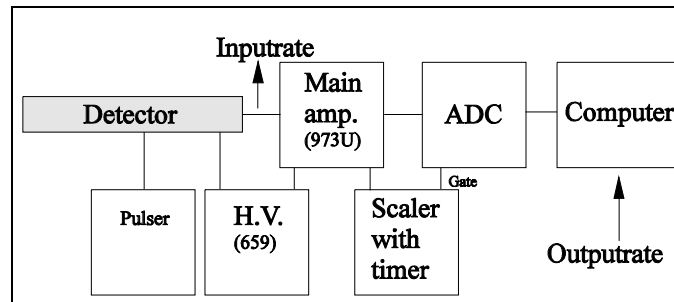 Inputrate
Detector
Main
amp.
(973U)
ADC
Computer
Pulser
H.V.
(659)
Scaler
with
timer
Gate
Outputrate